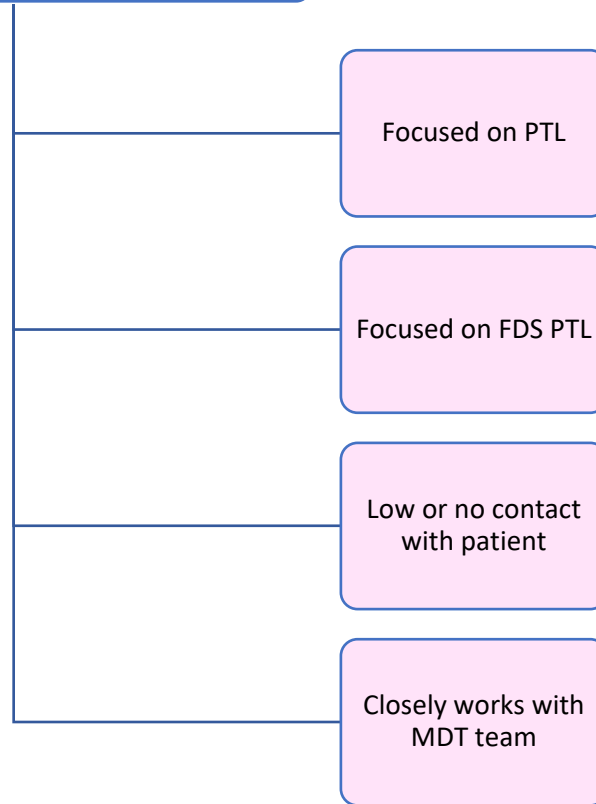 Focused on PTL
Focused on FDS PTL
Low or no contact
with patient
Closely works with
MDT team